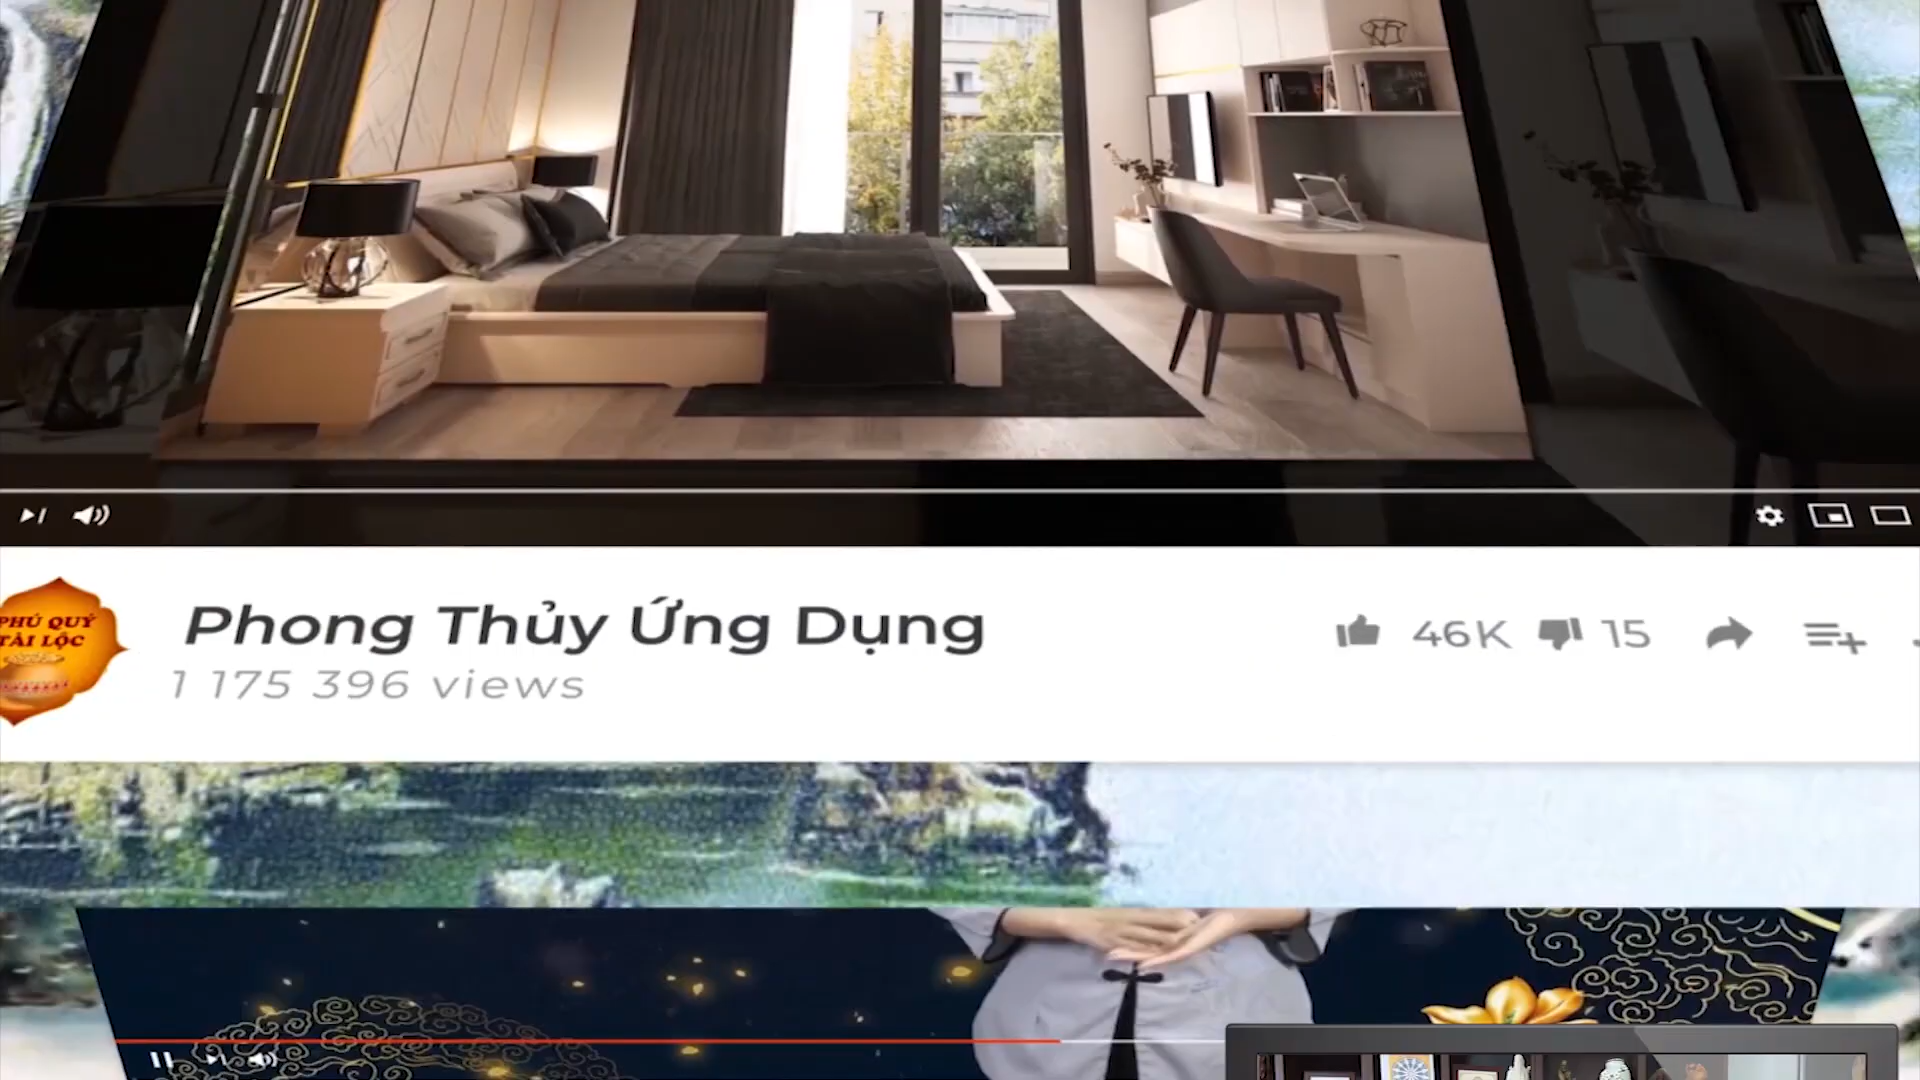 PHÚ QUÝ
TÀI LỘC
Phong Thủy Ứng Dụng
1 175 396 views
46K
15